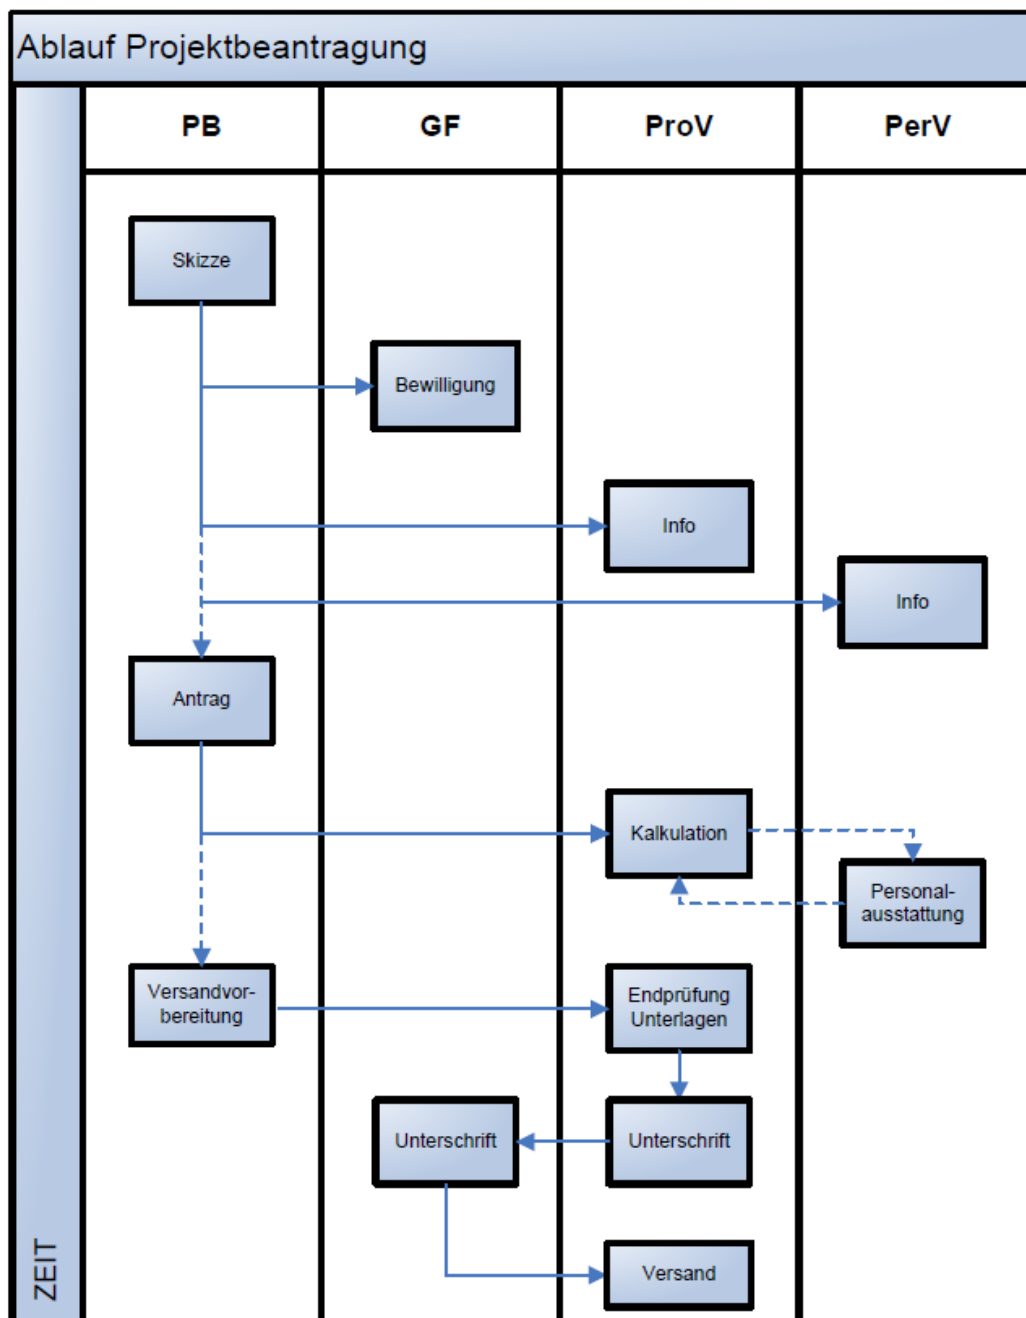 Ablauf Projektbeantragung
PB
GF
ProV
PerV
Skizze
Bewilligung
Info
Info
Antrag
Kalkulation
Personal-
ausstattung
Versandvor-
bereitung
Endprüfung
Unterlagen
Unterschrift
Unterschrift
Versand
ZEIT